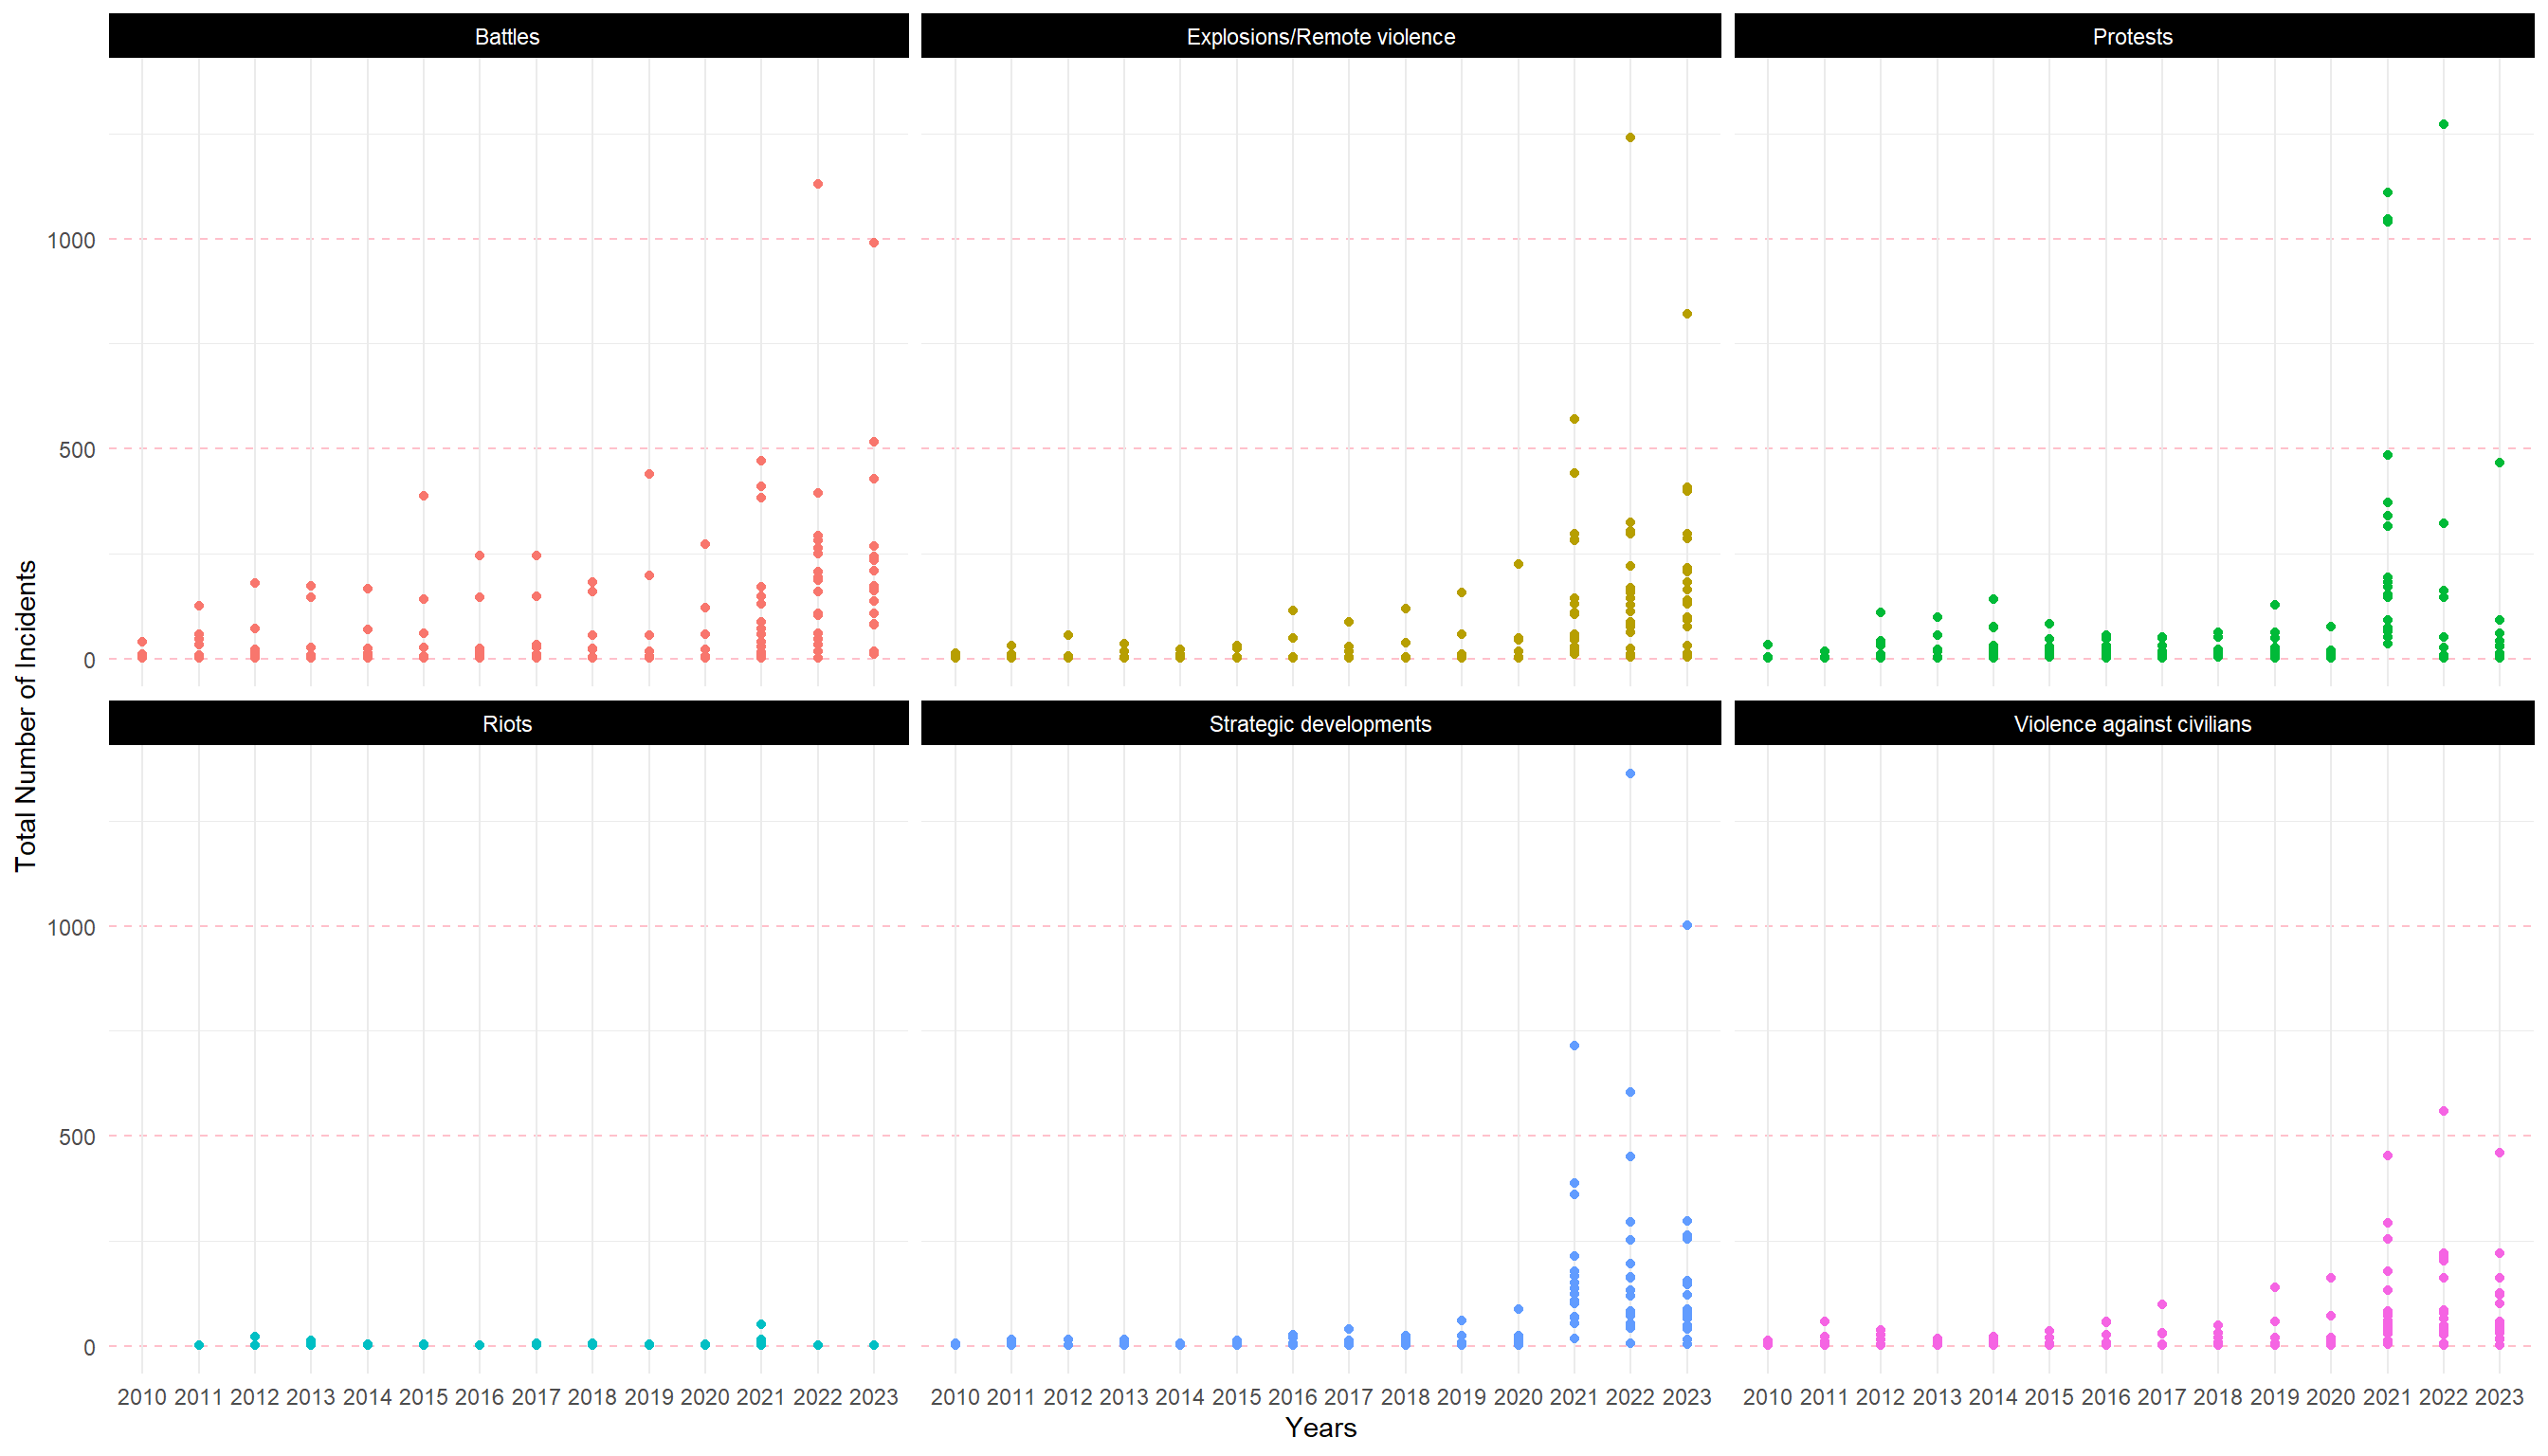 Battles
Explosions/Remote violence
Protests
1000
500
0
Riots
Strategic developments
Violence against civilians
1000
500
0
Total Number of Incidents
2010 2011 2012 2013 2014 2015 2016 2017 2018 2019 2020 2021 2022 2023
2010 2011 2012 2013 2014 2015 2016 2017 2018 2019 2020 2021 2022 2023
2010 2011 2012 2013 2014 2015 2016 2017 2018 2019 2020 2021 2022 2023
Years